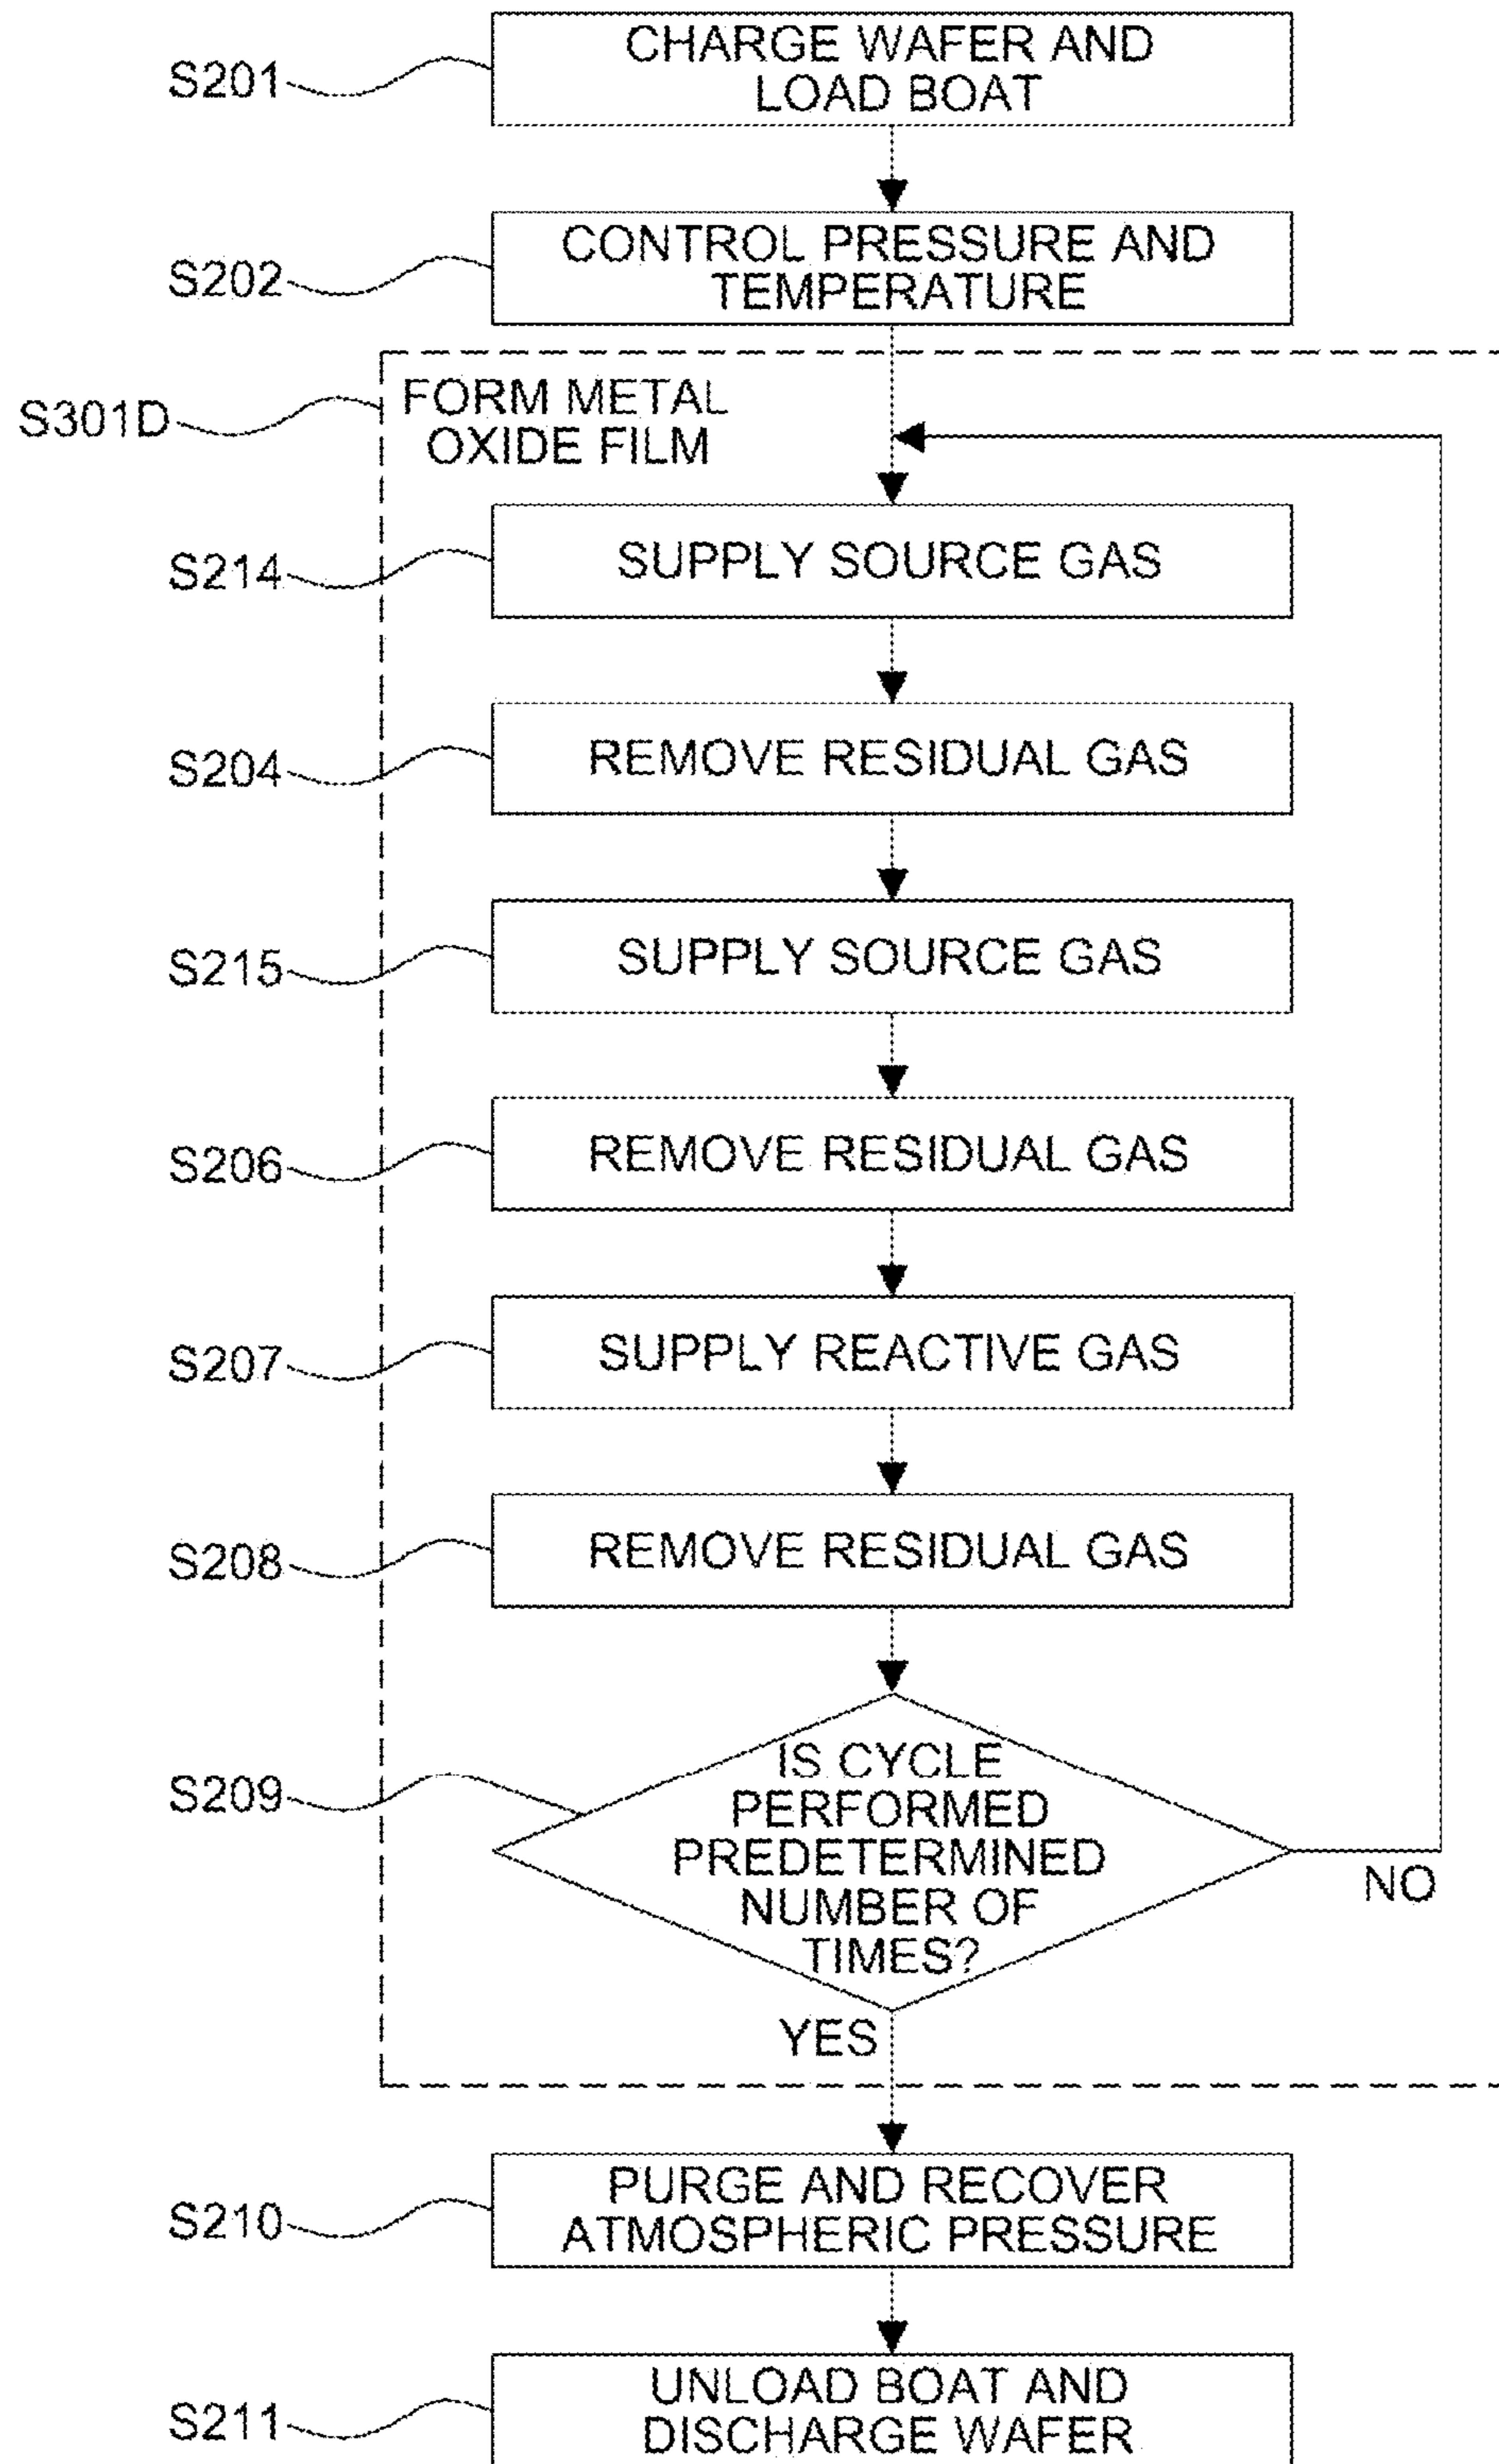 CHARGE WAFER AND
LOAD BOAT
S201
CONTROL PRESSURE AND
TEMPERATURE
S202
FORM METAL
OXIDE FILM
S301D
SUPPLY SOURCE GAS
S214
REMOVE RESIDUAL GAS
S204
SUPPLY SOURCE GAS
S215
REMOVE RESIDUAL GAS
S206
SUPPLY REACTIVE GAS
S207
REMOVE RESIDUAL GAS
S208
IS CYCLE
PERFORMED
PREDETERMINED
NUMBER OF
TIMES?
S209
NO
YES
PURGE AND RECOVER
ATMOSPHERIC PRESSURE
S210
UNLOAD BOAT AND
DISCHARGE WAFER
S211